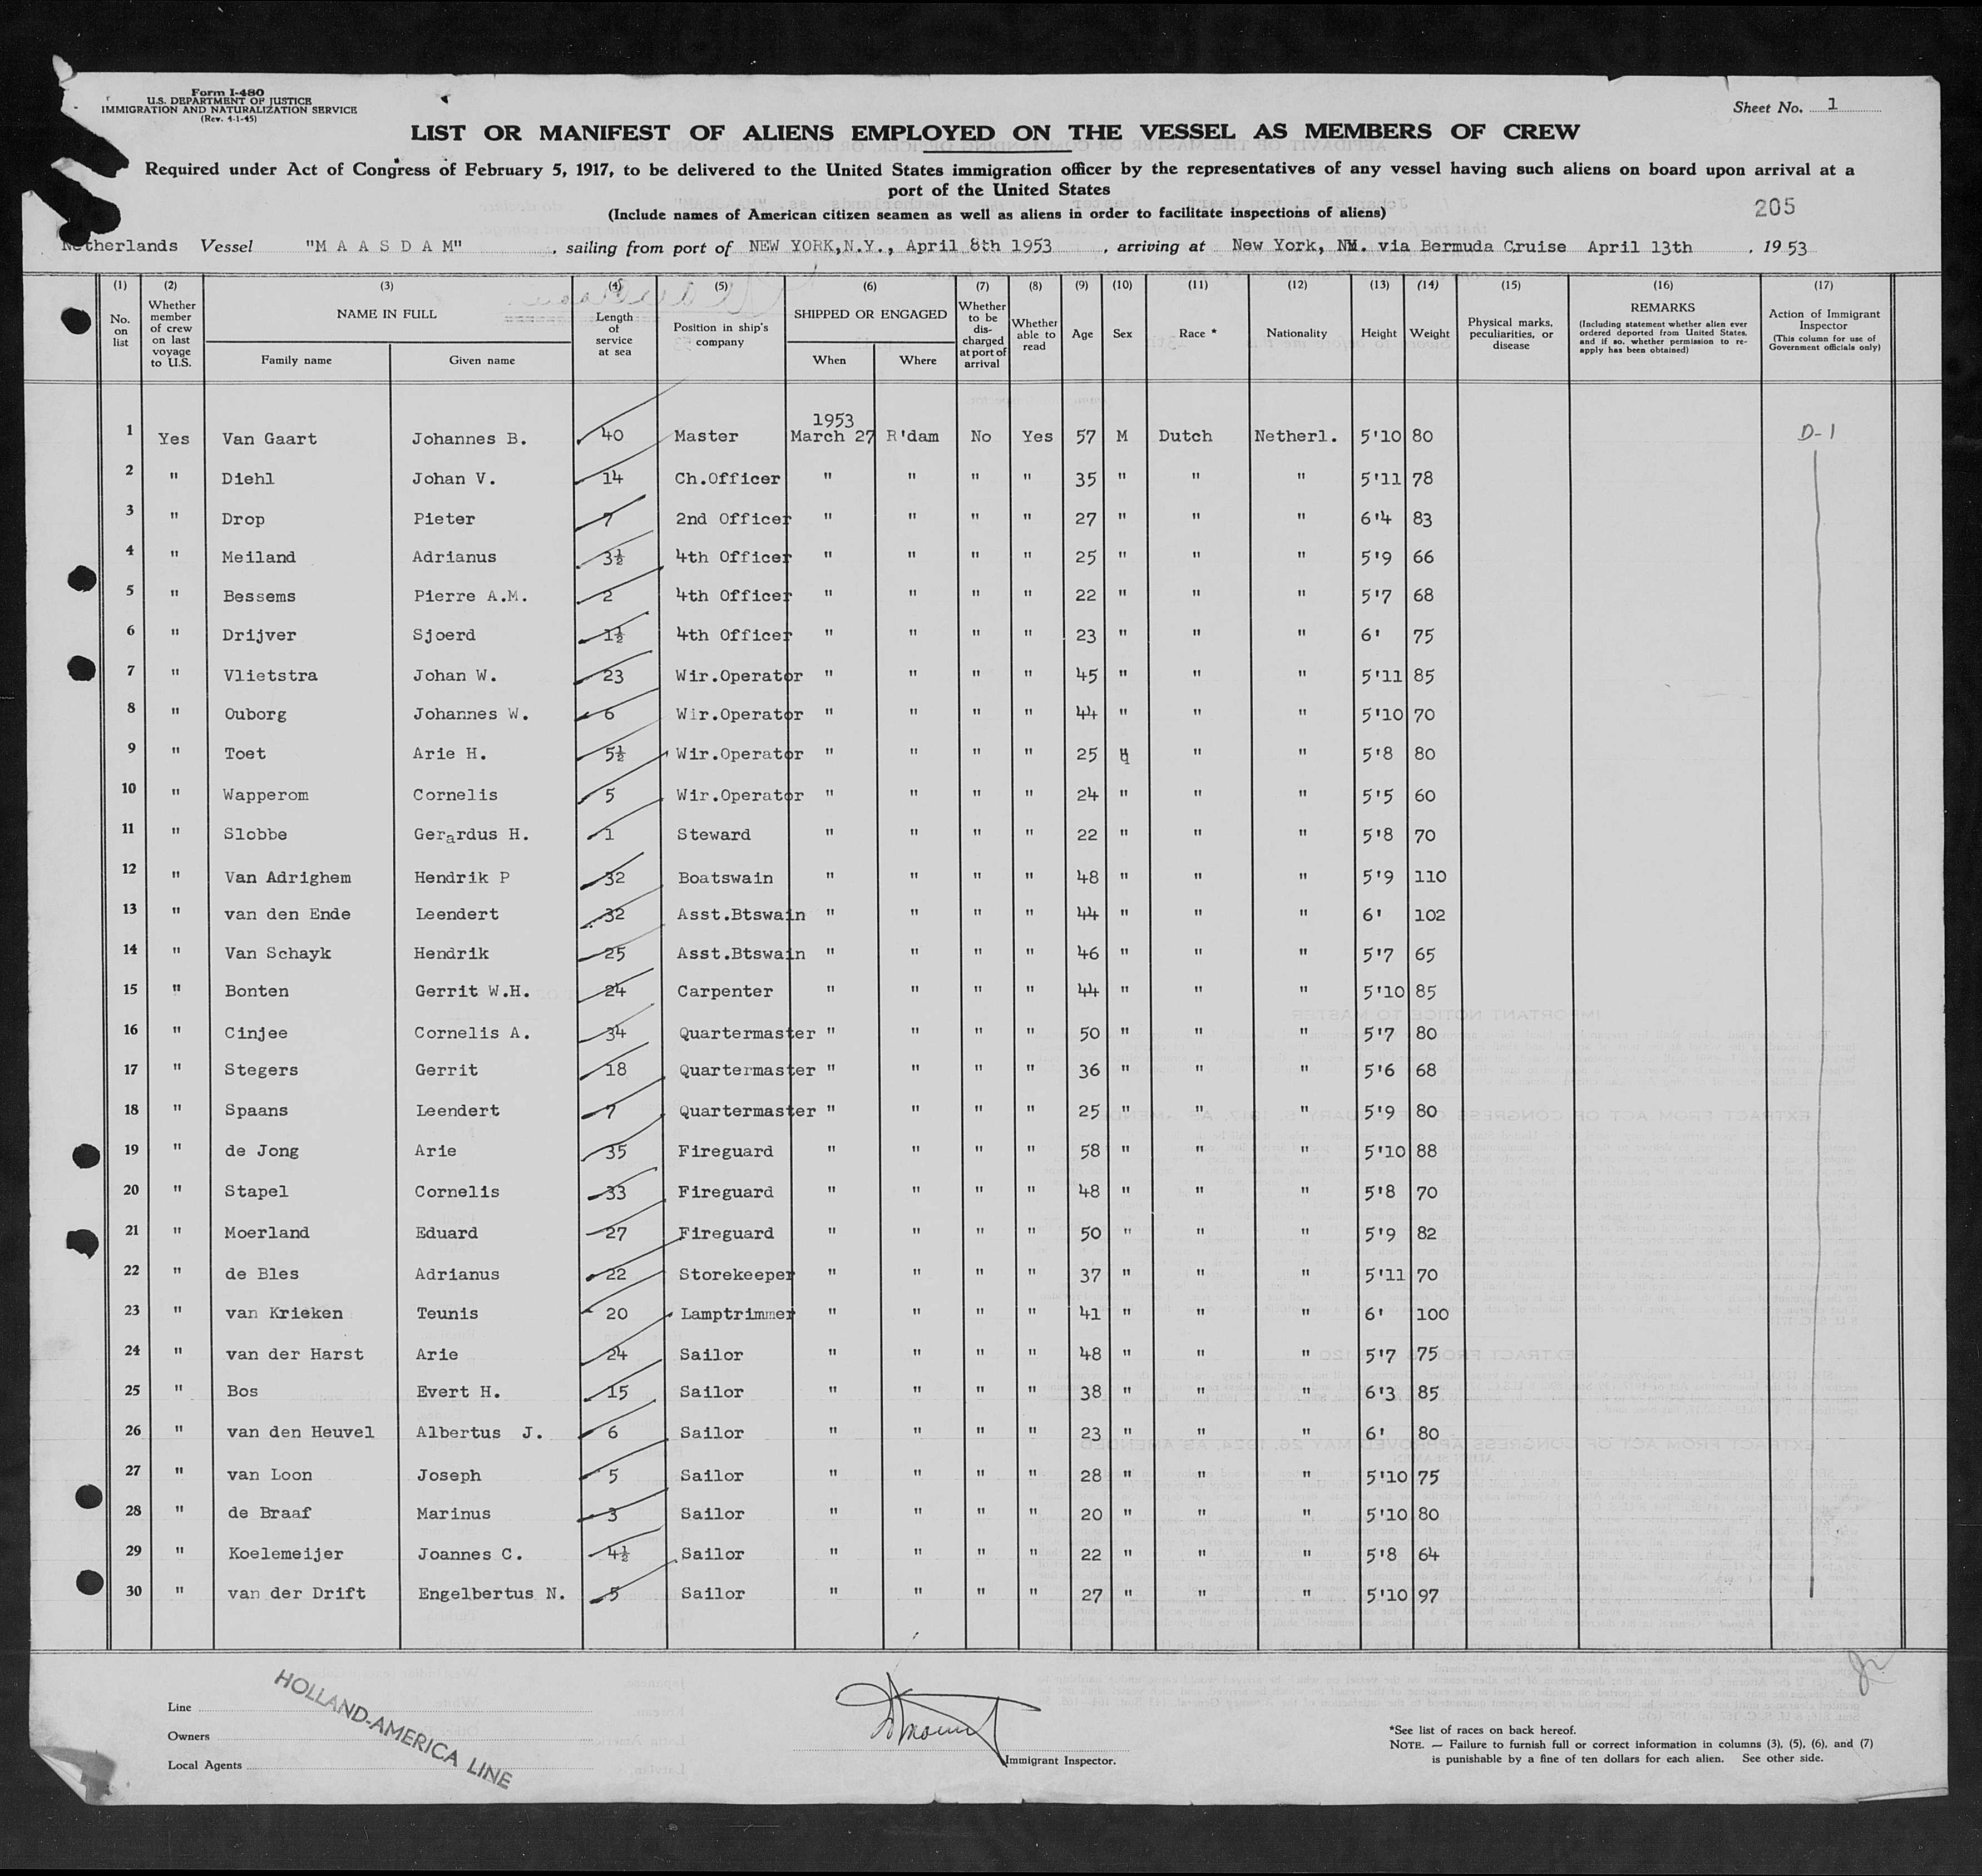 Form I-480
U.S. DEPARTMENT OF JUSTICE
IMMIGRATION AND NATURALIZATION SERVICE
(Rev. 4-1-45)
Sheet No. 1
LIST OR MANIFEST OF ALIENS EMPLOYED ON THE VESSEL AS MEMBERS OF CREW
Required under Act of Congress of February 5, 1917, to be delivered to the United States immigration officer by the representatives of any vessel having such aliens on board upon arrival at a
port of the United States
(Include names of American citizen seamen as well as aliens in order to facilitate inspections of aliens)
205
Netherlands Vessel "M A A S D A M" , sailing from port of NEW YORK,N.Y., April 8th 1953 , arriving at New York, NY. via Bermuda Cruise April 13th , 19 53
(1) (2) (3) (4) (5) (6) (7) (8) (9) (10) (11) (12) (13) (14) (15) (16) (17)
No. on list Whether member of crew on last voyage to U.S. NAME IN FULL Family name Given name Length of service at sea Position in ship's company SHIPPED OR ENGAGED When Where Whether to be discharged at port of arrival Whether able to read Age Sex Race * Nationality Height Weight Physical marks, peculiarities, or disease REMARKS (Including statement whether alien ever ordered deported from United States, and if so, whether permission to re-apply has been obtained) Action of Immigrant Inspector (This column for use of Government officials only)
1953
1 Yes Van Gaart Johannes B. 40 Master March 27 R'dam No Yes 57 M Dutch Netherl. 5'10 80 D-1
2 " Diehl Johan V. 14 Ch.Officer " " " " 35 " " " 5'11 78
3 " Drop Pieter 7 2nd Officer " " " " 27 " " " 6'4 83
4 " Meiland Adrianus 3½ 4th Officer " " " " 25 " " " 5'9 66
5 " Bessems Pierre A.M. 2 4th Officer " " " " 22 " " " 5'7 68
6 " Drijver Sjoerd 1½ 4th Officer " " " " 23 " " " 6' 75
7 " Vlietstra Johan W. 23 Wir.Operator " " " " 45 " " " 5'11 85
8 " Ouborg Johannes W. 6 Wir.Operator " " " " 44 " " " 5'10 70
9 " Toet Arie H. 5½ Wir.Operator " " " " 25 " " " 5'8 80
10 " Wapperom Cornelis 5 Wir.Operator " " " " 24 " " " 5'5 60
11 " Slobbe Gerardus H. 1 Steward " " " " 22 " " " 5'8 70
12 " Van Adrighem Hendrik P 32 Boatswain " " " " 48 " " " 5'9 110
13 " van den Ende Leendert 32 Asst.Btswain " " " " 44 " " " 6' 102
14 " Van Schayk Hendrik 25 Asst.Btswain " " " " 46 " " " 5'7 65
15 " Bonten Gerrit W.H. 24 Carpenter " " " " 44 " " " 5'10 85
16 " Cinjee Cornelis A. 34 Quartermaster " " " " 50 " " " 5'7 80
17 " Stegers Gerrit 18 Quartermaster " " " " 36 " " " 5'6 68
18 " Spaans Leendert 7 Quartermaster " " " " 25 " " " 5'9 80
19 " de Jong Arie 35 Fireguard " " " " 58 " " " 5'10 88
20 " Stapel Cornelis 33 Fireguard " " " " 48 " " " 5'8 70
21 " Moerland Eduard 27 Fireguard " " " " 50 " " " 5'9 82
22 " de Bles Adrianus 22 Storekeeper " " " " 37 " " " 5'11 70
23 " van Krieken Teunis 20 Lamptrimmer " " " " 41 " " " 6' 100
24 " van der Harst Arie 24 Sailor " " " " 48 " " " 5'7 75
25 " Bos Evert H. 15 Sailor " " " " 38 " " " 6'3 85
26 " van den Heuvel Albertus J. 6 Sailor " " " " 23 " " " 6' 80
27 " van Loon Joseph 5 Sailor " " " " 28 " " " 5'10 75
28 " de Braaf Marinus 3 Sailor " " " " 20 " " " 5'10 80
29 " Koelemeijer Joannes C. 4½ Sailor " " " " 22 " " " 5'8 64
30 " van der Drift Engelbertus N. 5 Sailor " " " " 27 " " " 5'10 97
Line
Owners
Local Agents
HOLLAND-AMERICA LINE
Immigrant Inspector.
*See list of races on back hereof.
NOTE. — Failure to furnish full or correct information in columns (3), (5), (6), and (7)
is punishable by a fine of ten dollars for each alien. See other side.